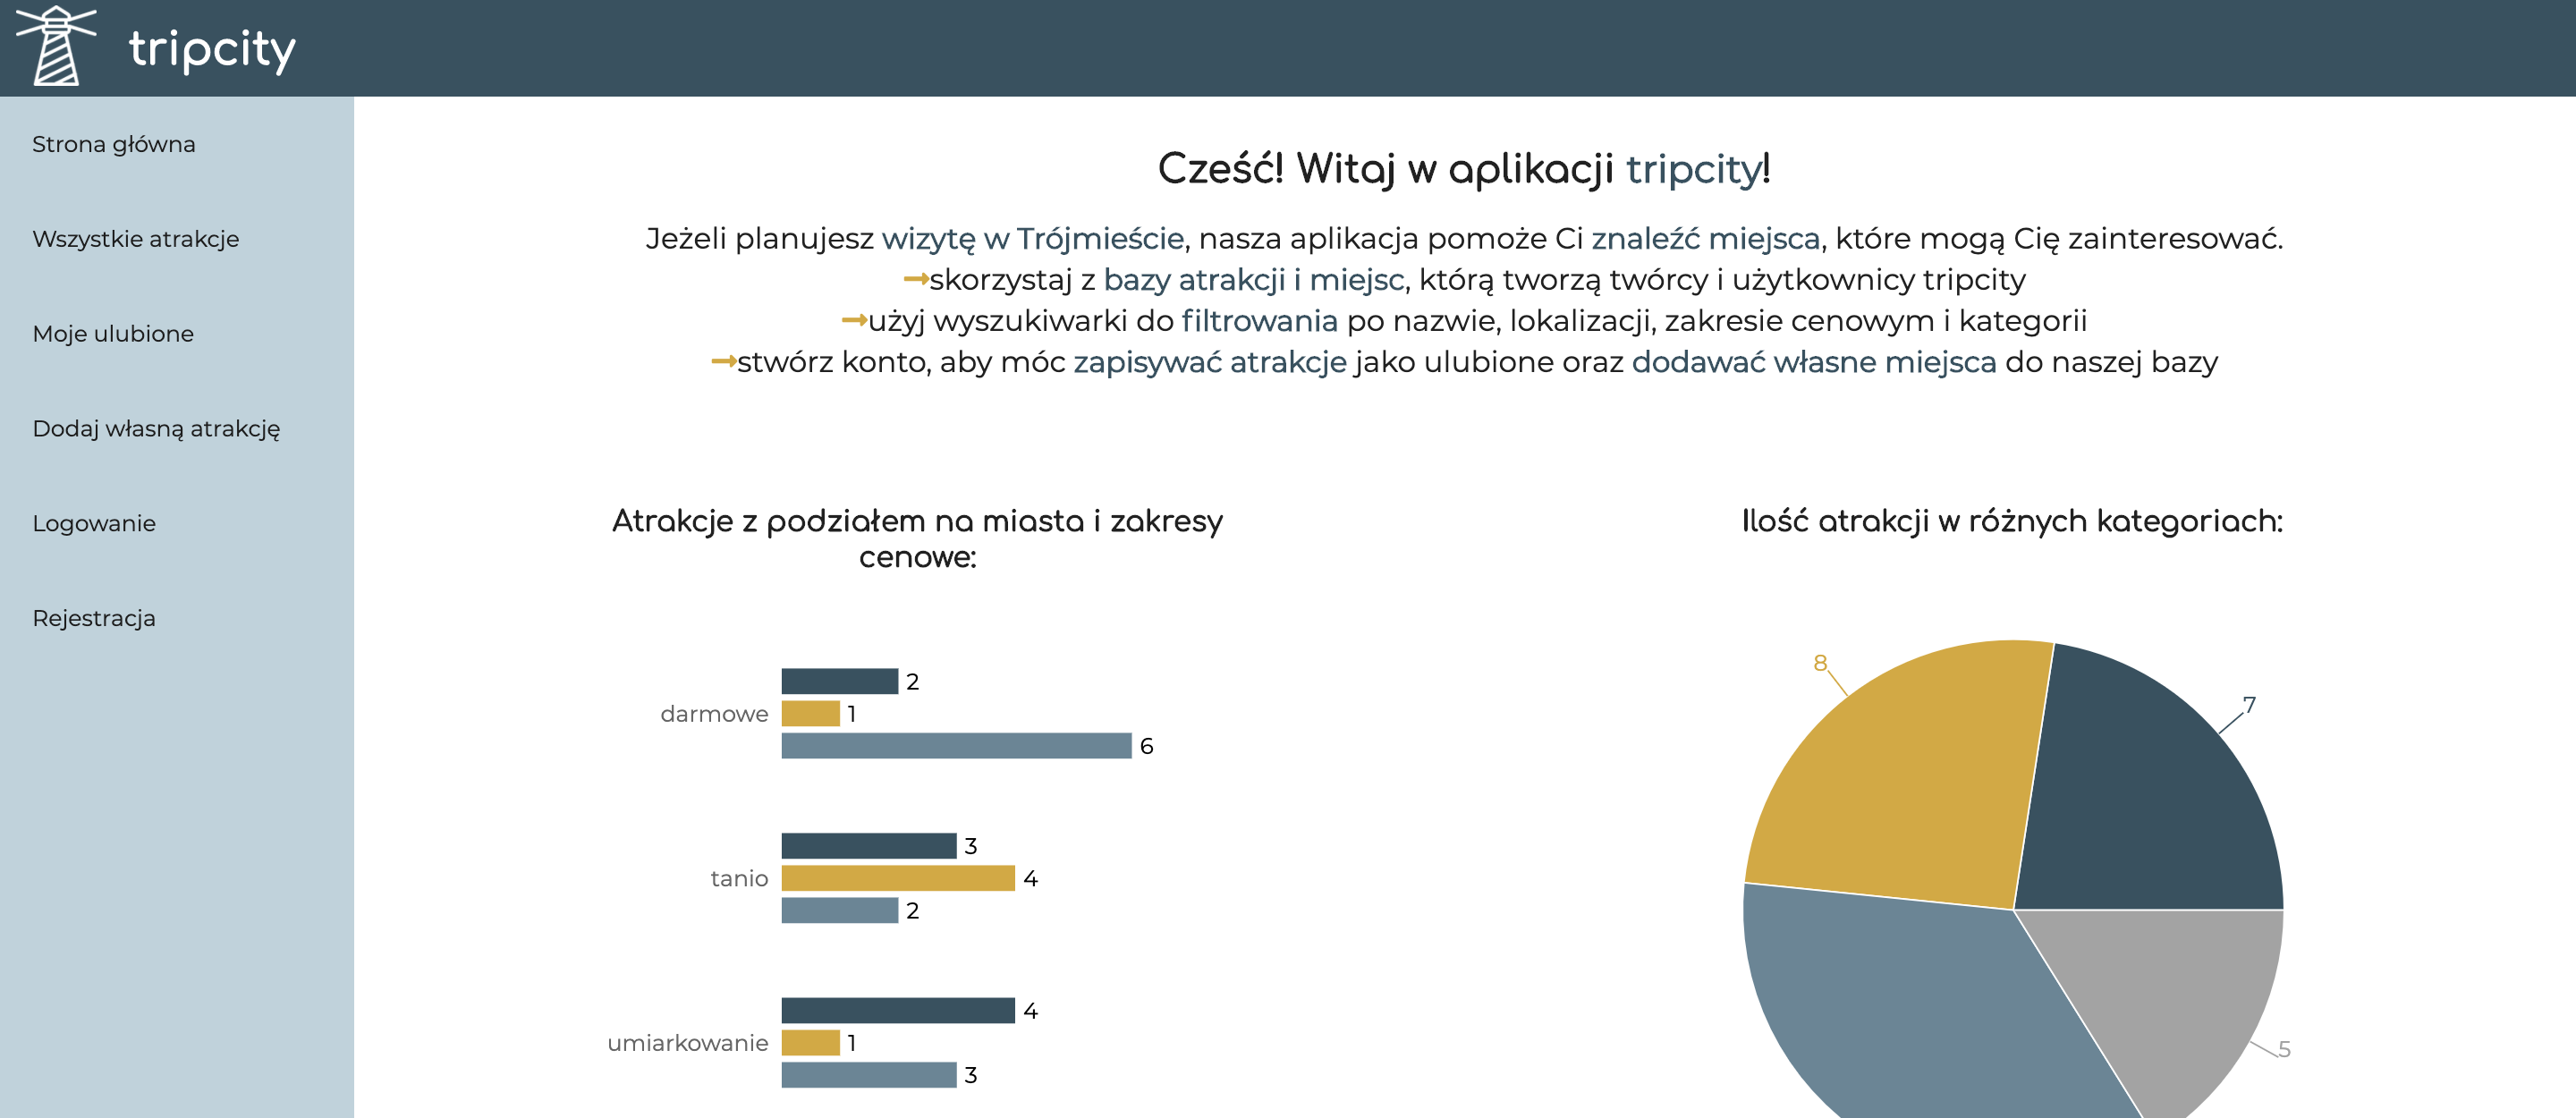 tripcity
Strona główna
Wszystkie atrakcje
Moje ulubione
Dodaj własną atrakcję
Logowanie
Rejestracja
Cześć! Witaj w aplikacji tripcity!
Jeżeli planujesz wizytę w Trójmieście, nasza aplikacja pomoże Ci znaleźć miejsca, które mogą Cię zainteresować.
skorzystaj z bazy atrakcji i miejsc, którą tworzą twórcy i użytkownicy tripcity
użyj wyszukiwarki do filtrowania po nazwie, lokalizacji, zakresie cenowym i kategorii
stwórz konto, aby móc zapisywać atrakcje jako ulubione oraz dodawać własne miejsca do naszej bazy
Atrakcje z podziałem na miasta i zakresy
cenowe:
2
darmowe 1
6
3
tanio 4
2
4
umiarkowanie 1
3
Ilość atrakcji w różnych kategoriach:
8
7
5